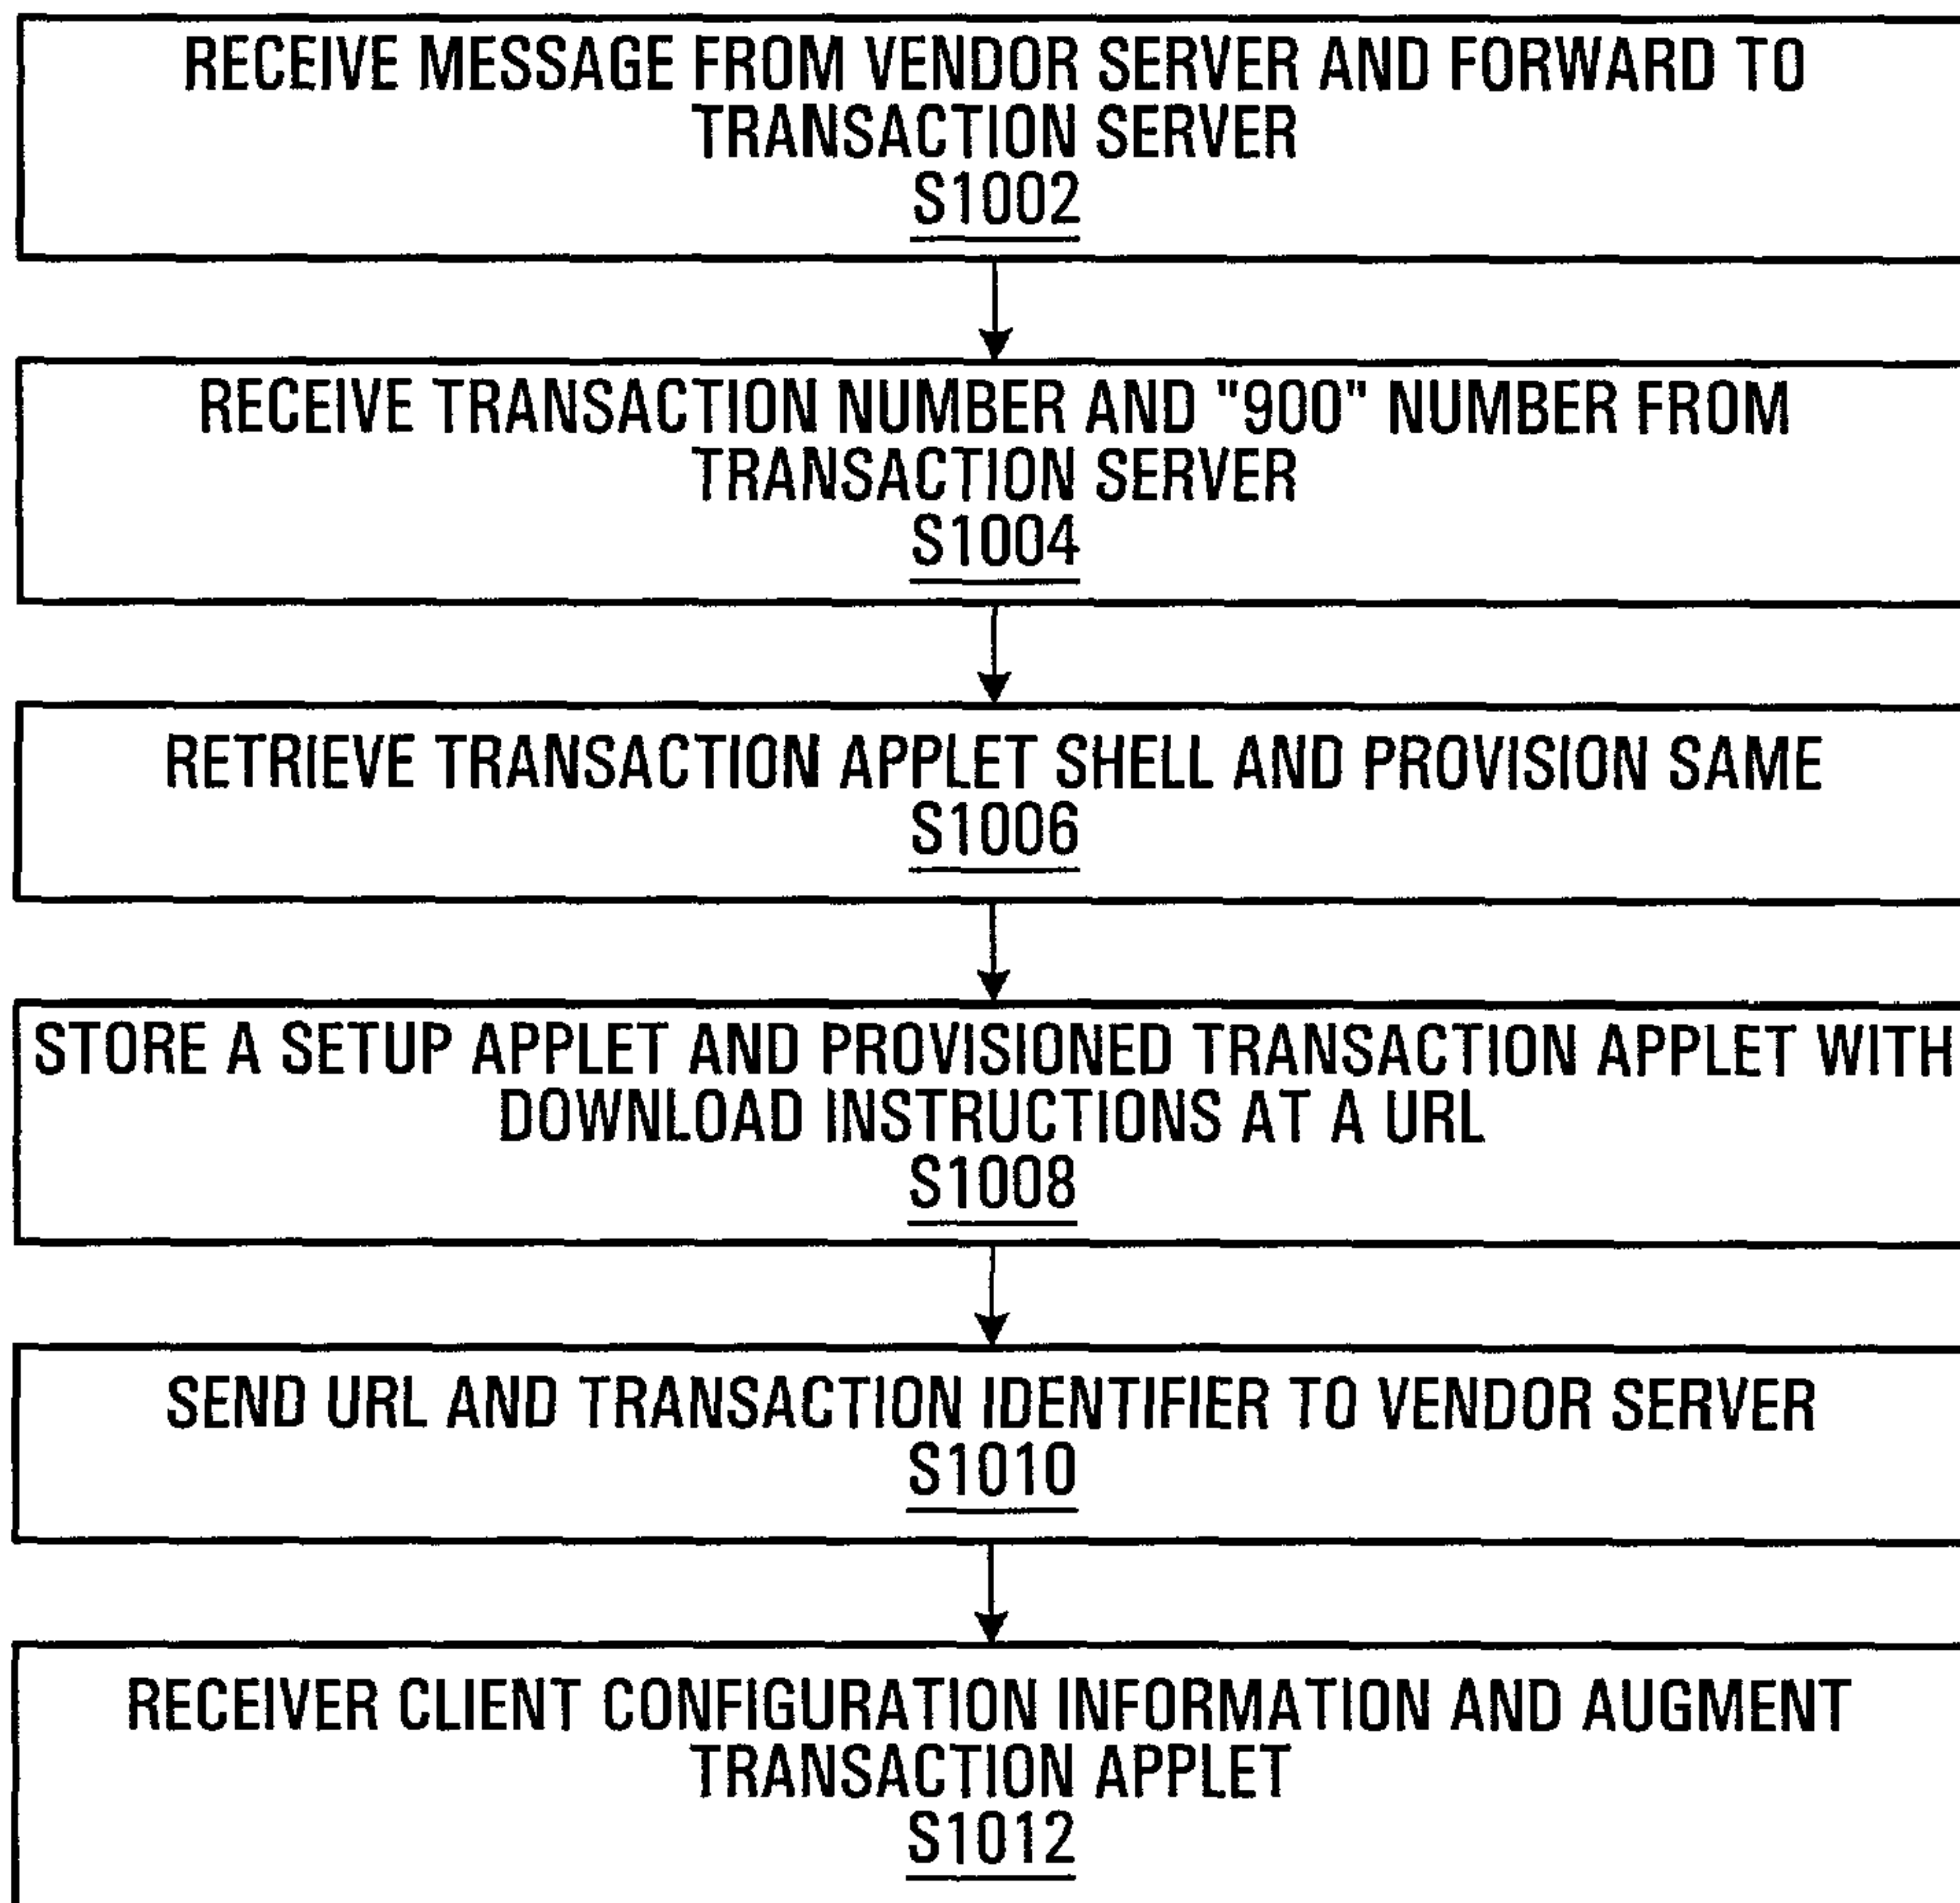 RECEIVE MESSAGE FROM VENDOR SERVER AND FORWARD TO
TRANSACTION SERVER
S1002
RECEIVE TRANSACTION NUMBER AND "900" NUMBER FROM
TRANSACTION SERVER
S1004
RETRIEVE TRANSACTION APPLET SHELL AND PROVISION SAME
S1006
STORE A SETUP APPLET AND PROVISIONED TRANSACTION APPLET WITH
DOWNLOAD INSTRUCTIONS AT A URL
S1008
SEND URL AND TRANSACTION IDENTIFIER TO VENDOR SERVER
S1010
RECEIVER CLIENT CONFIGURATION INFORMATION AND AUGMENT
TRANSACTION APPLET
S1012